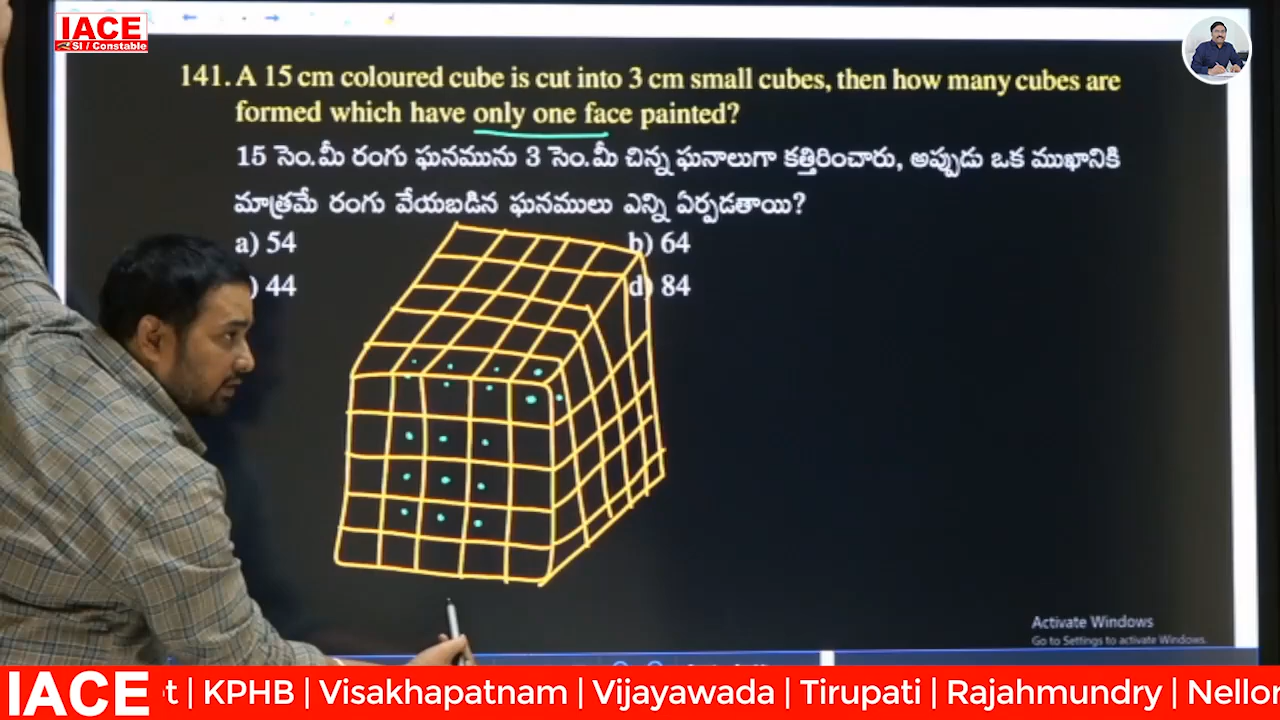 IACE
SI / Constable
141. A 15 cm coloured cube is cut into 3 cm small cubes, then how many cubes are
formed which have only one face painted?
15 సెం.మీ రంగు ఘనమును 3 సెం.మీ చిన్న ఘనాలుగా కత్తిరించారు, అప్పుడు ఒక ముఖానికి
మాత్రమే రంగు వేయబడిన ఘనములు ఎన్ని ఏర్పడతాయి?
a) 54 b) 64
) 44 d) 84
Activate Windows
Go to Settings to activate Windows.
IACE t | KPHB | Visakhapatnam | Vijayawada | Tirupati | Rajahmundry | Nellor